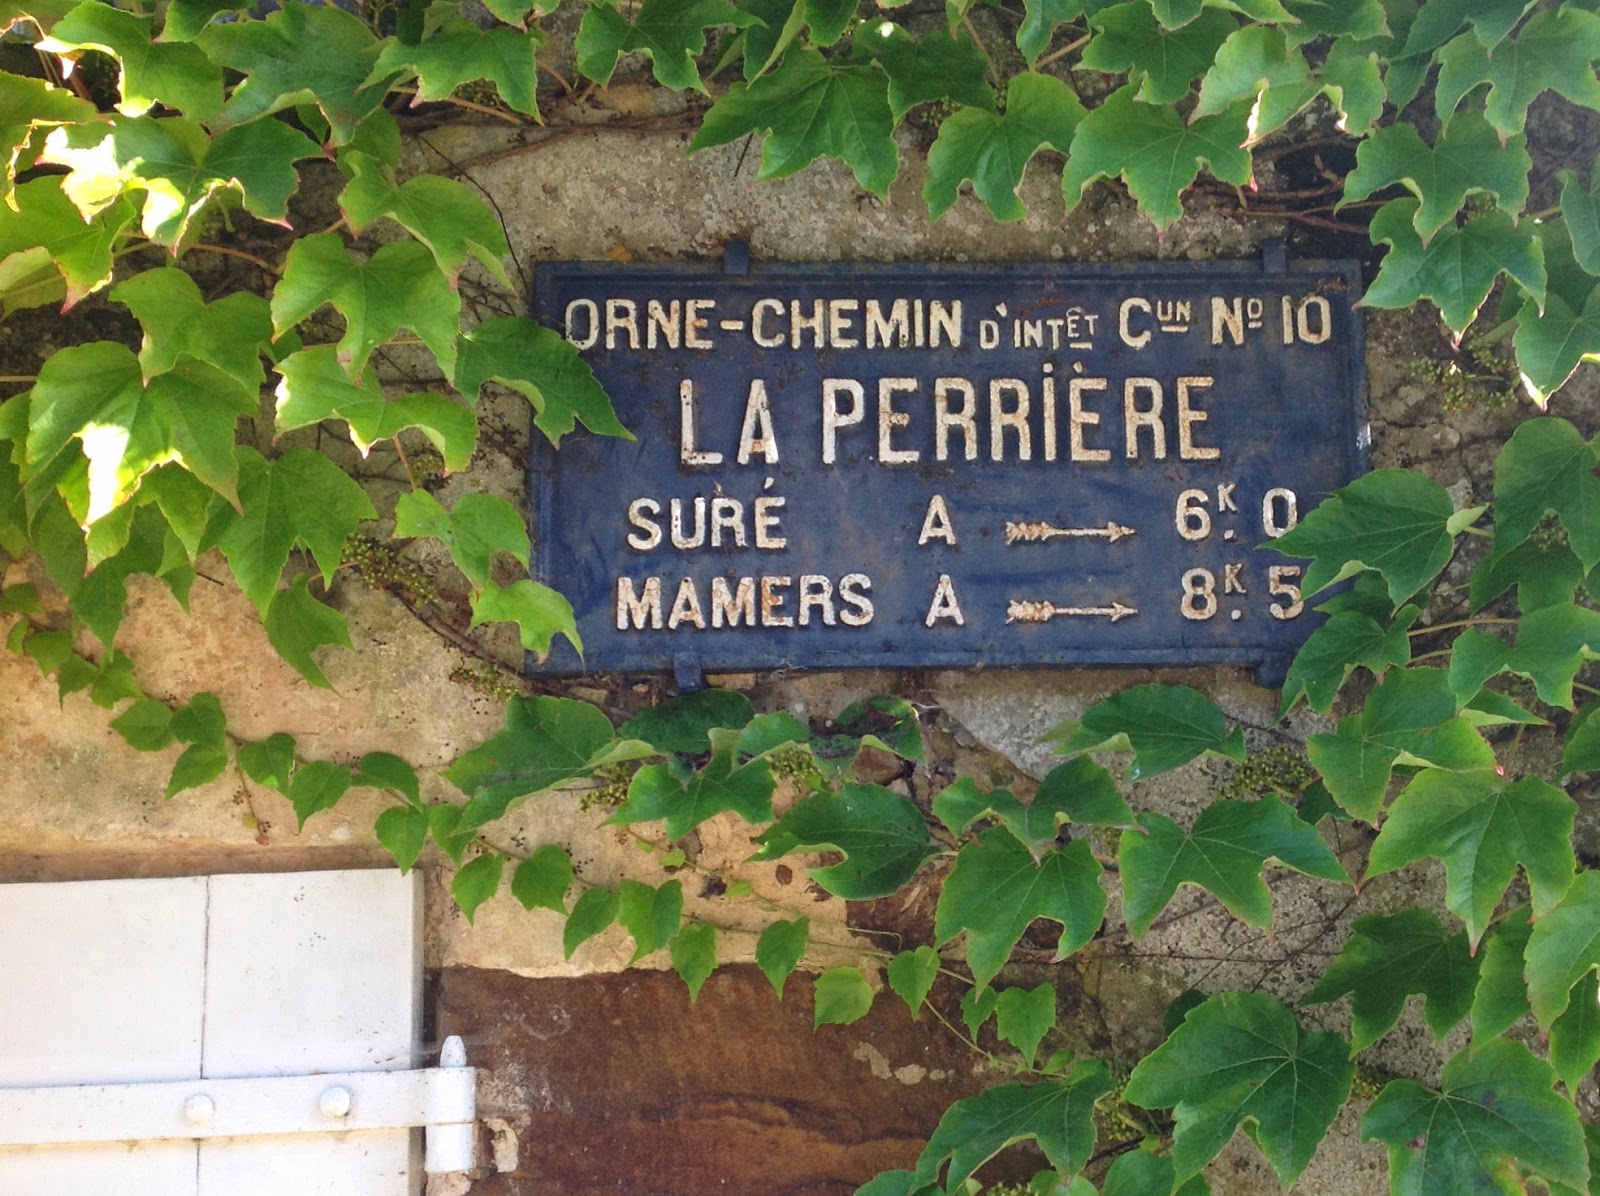 ORNE-CHEMIN D'INTÊT CUN No 10
LA PERRIÈRE
SURÉ A → 6K. 0
MAMERS A → 8K. 5